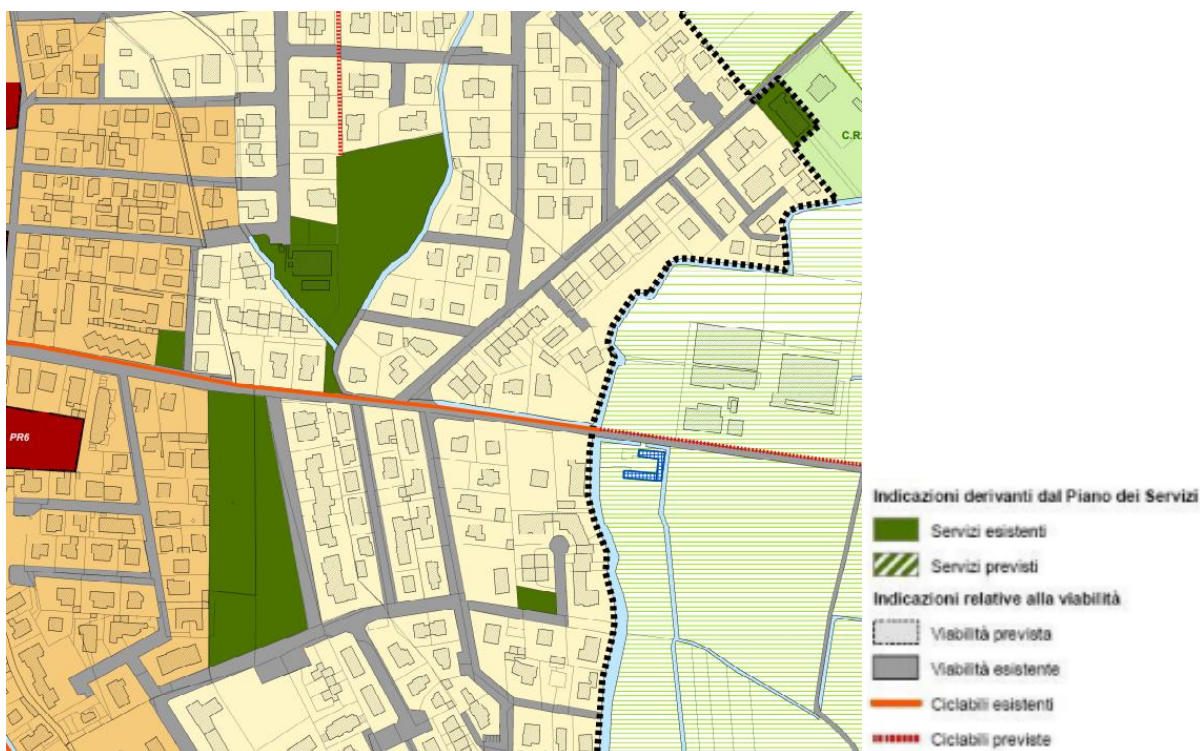 C.R
PR6
Indicazioni derivanti dal Piano dei Servizi
Servizi esistenti
Servizi previsti
Indicazioni relative alla viabilità
Viabilità prevista
Viabilità esistente
Ciclabili esistenti
Ciclabili previste